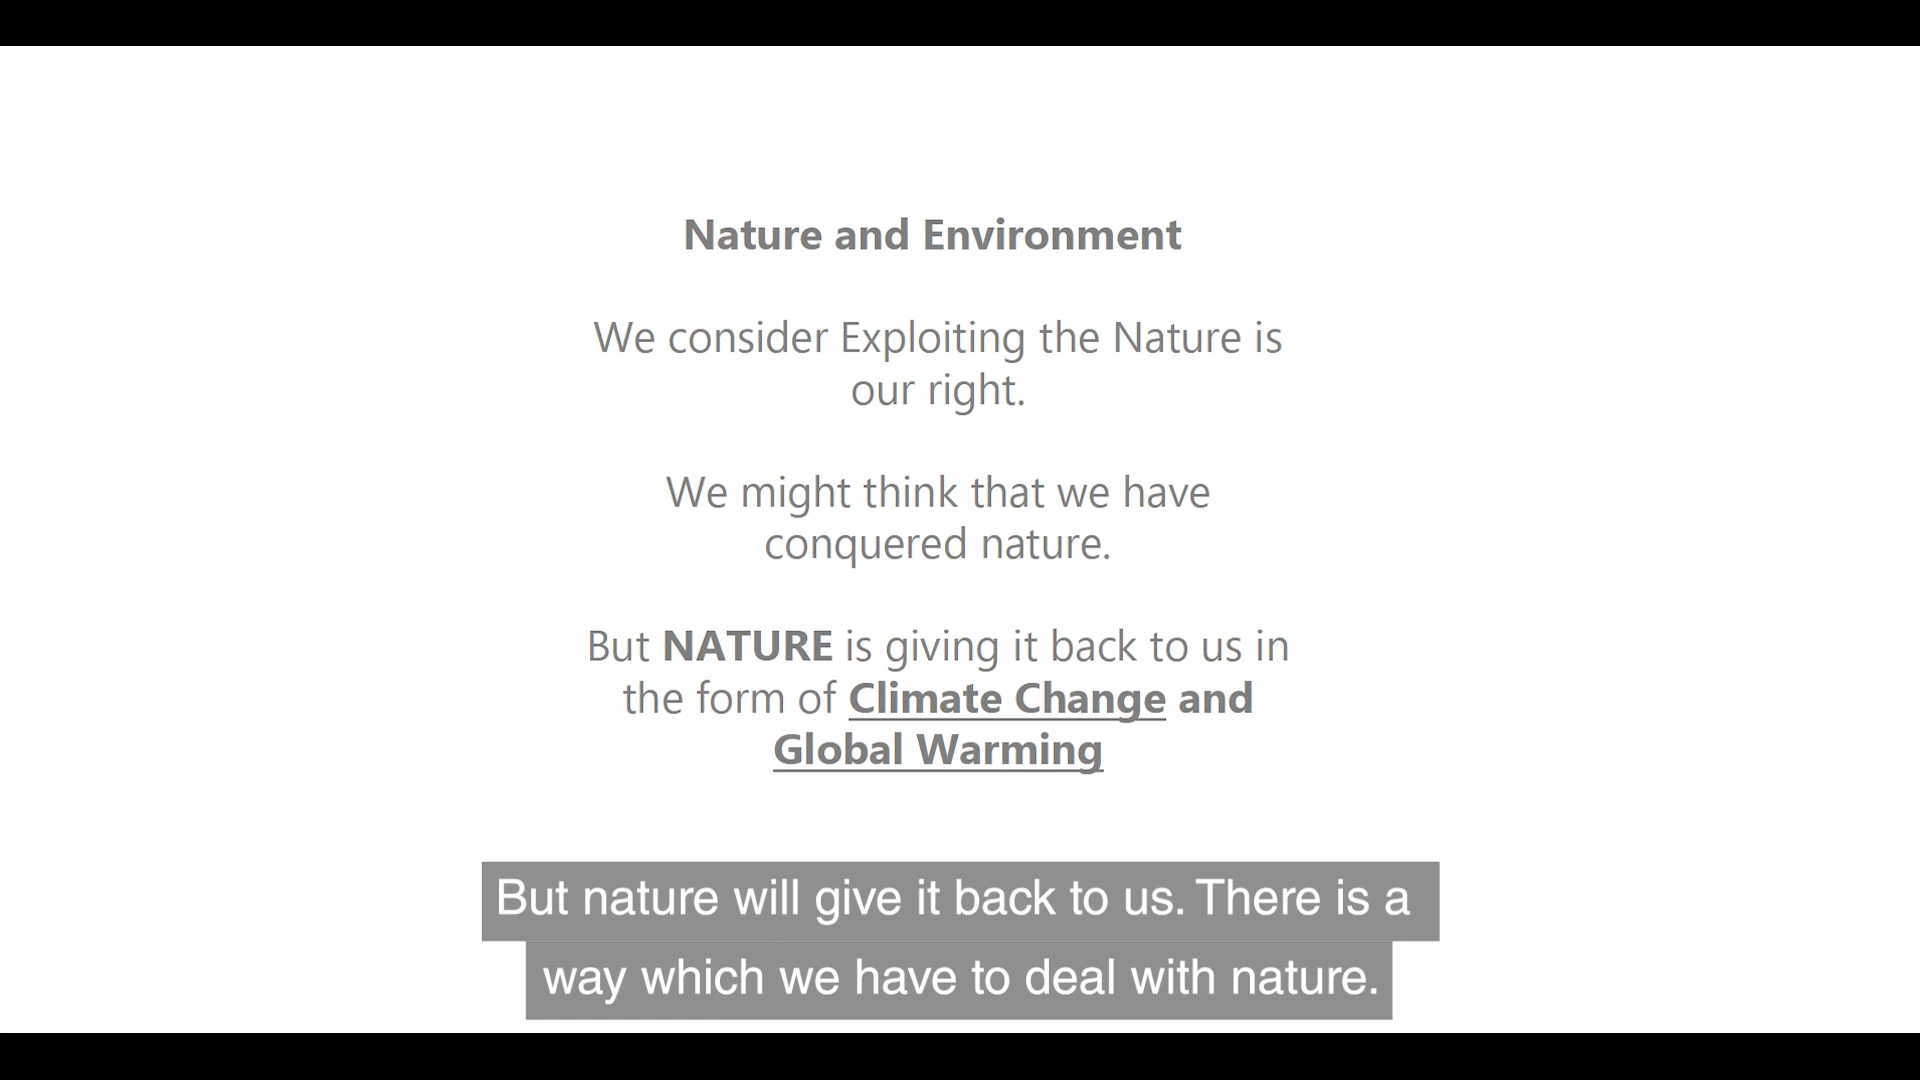 Nature and Environment
We consider Exploiting the Nature is
our right.
We might think that we have
conquered nature.
But NATURE is giving it back to us in
the form of Climate Change and
Global Warming
But nature will give it back to us. There is a
way which we have to deal with nature.